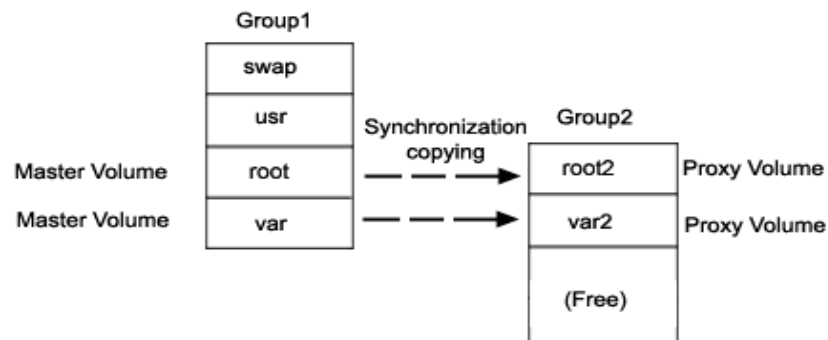 Group1
swap
usr
Synchronization
copying
Group2
Master Volume
root
root2
Proxy Volume
Master Volume
var
var2
Proxy Volume
(Free)